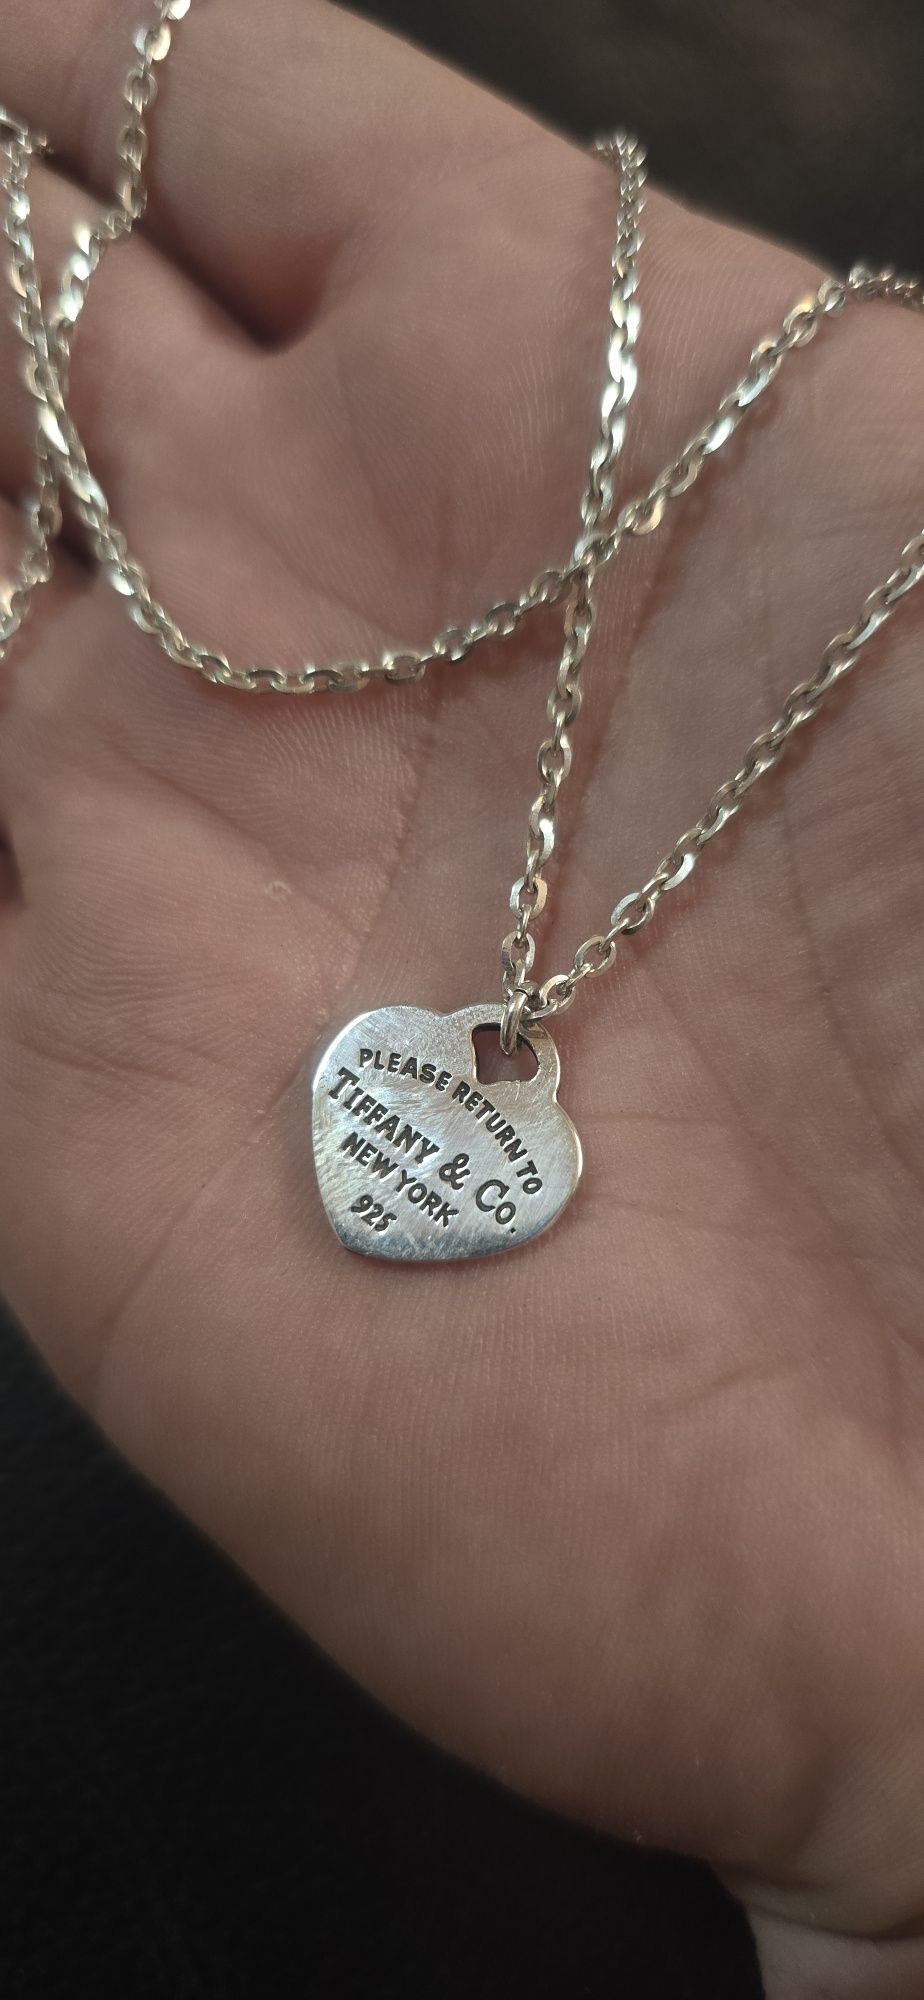 PLEASE RETURN TO
TIFFANY & CO.
NEW YORK
925